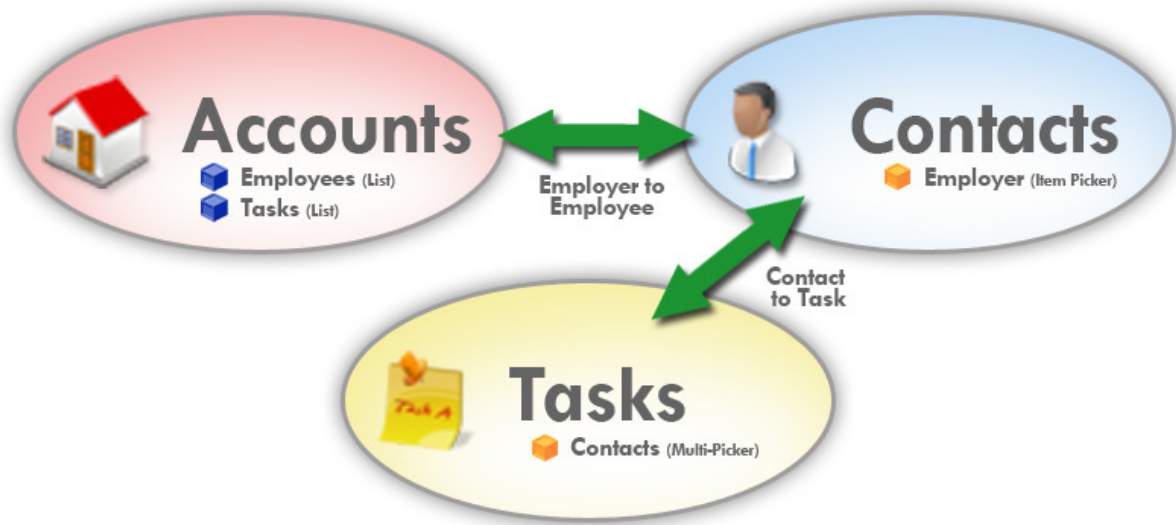 Accounts
Employees (List)
Tasks (List)
Employer to
Employee
Contacts
Employer (Item Picker)
Contact
to Task
Task A
Tasks
Contacts (Multi-Picker)